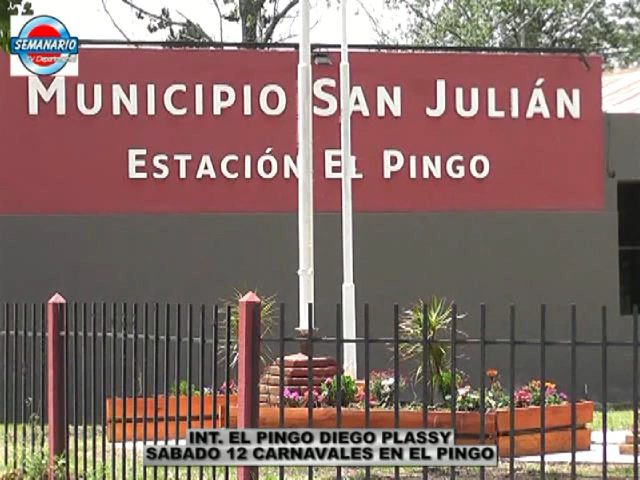 SEMANARIO
MUNICIPIO SAN JULIÁN
ESTACIÓN EL PINGO
INT. EL PINGO DIEGO PLASSY
SABADO 12 CARNAVALES EN EL PINGO